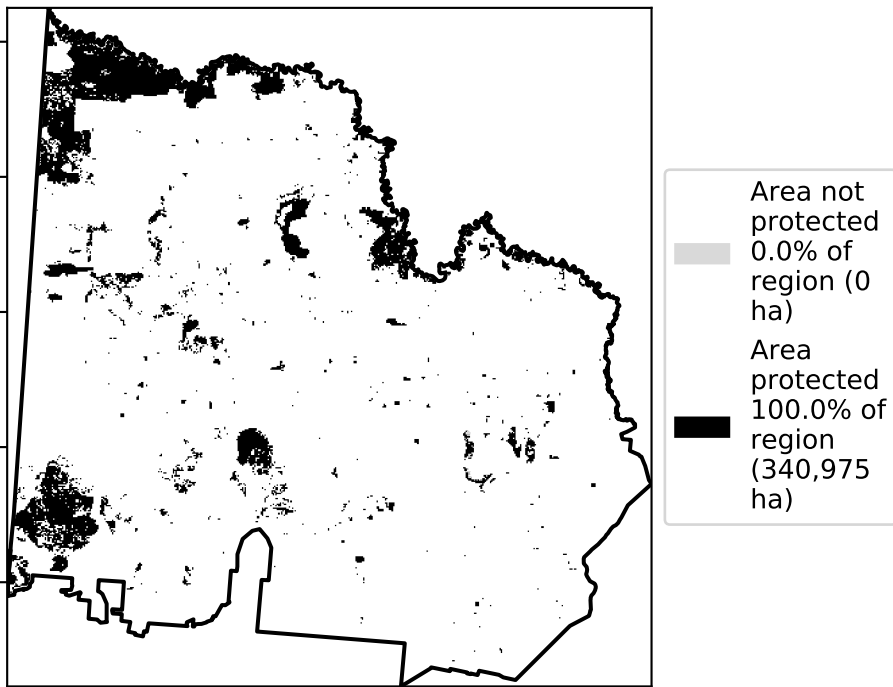 Area not
protected
0.0% of
region (0
ha)
Area
protected
100.0% of
region
(340,975
ha)